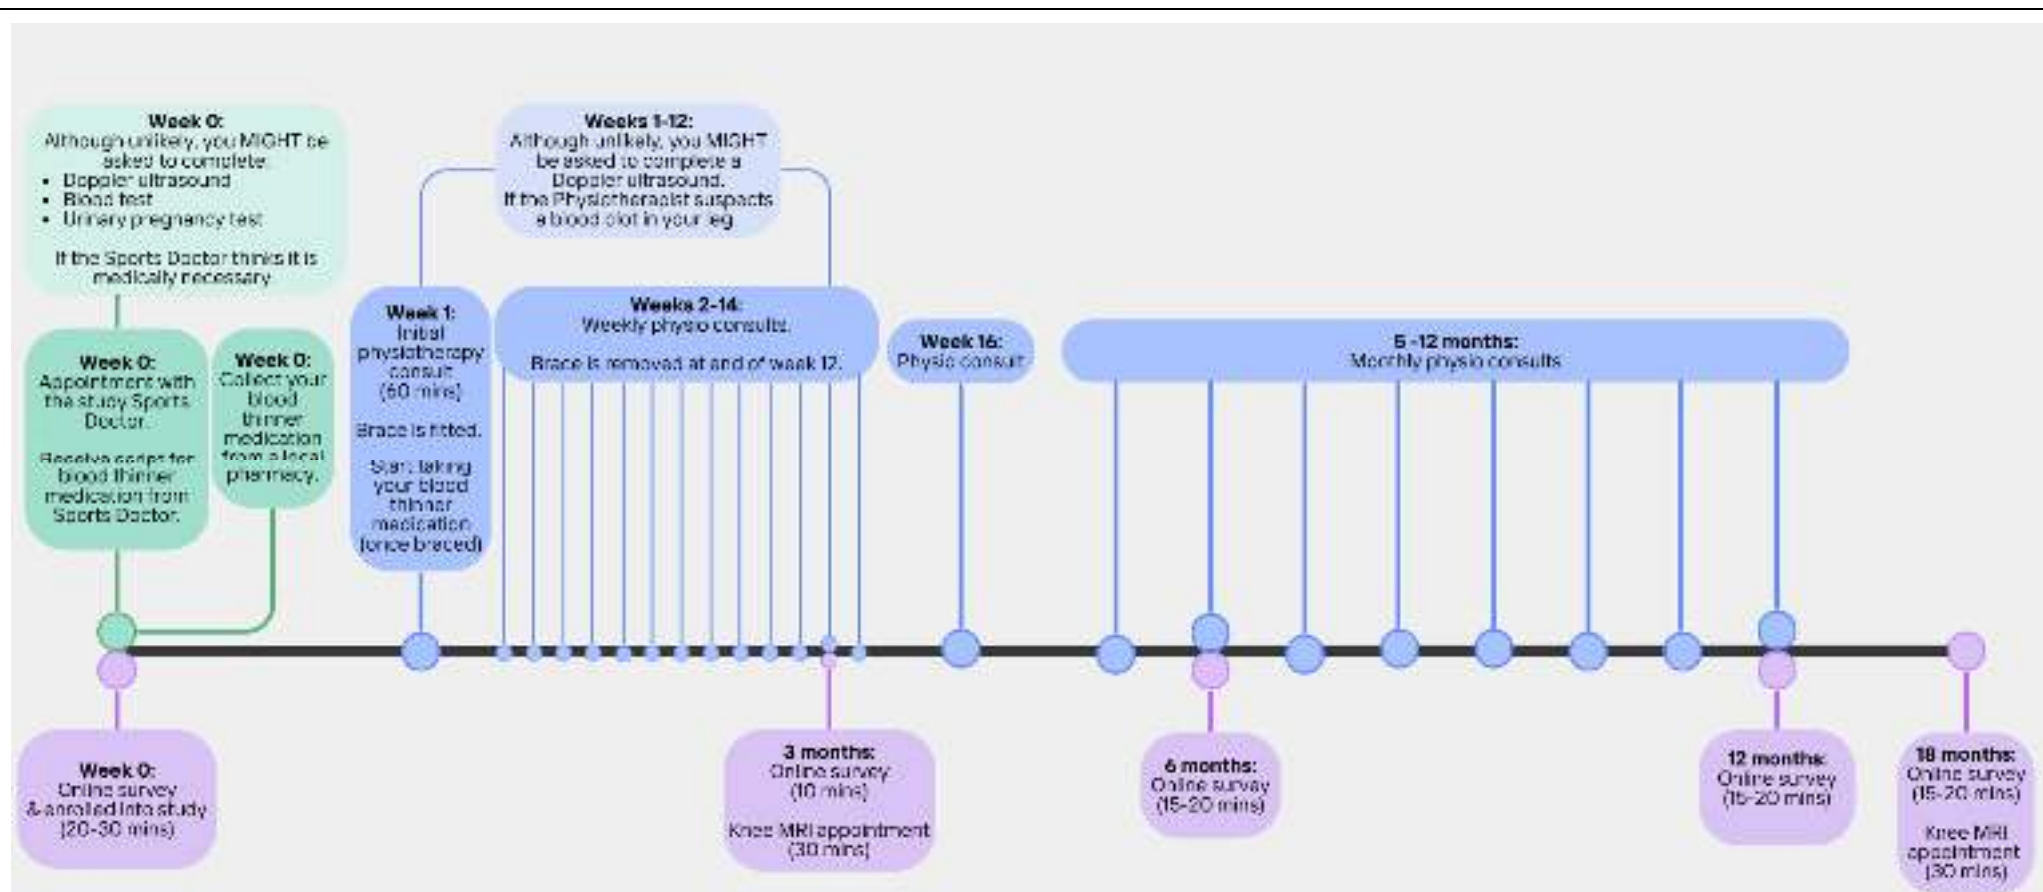 Week 0:
Although unlikely, you MIGHT be
asked to complete:
• Doppler ultrasound
• Blood test
• Urinary pregnancy test
If the Sports Doctor thinks it is
medically necessary
Weeks 1-12:
Although unlikely, you MIGHT
be asked to complete a
Doppler ultrasound.
If the Physiotherapist suspects
a blood clot in your leg
Week 0:
Appointment with
the study Sports
Doctor.
Receive script for
blood thinner
medication from
Sports Doctor.
Week 0:
Collect your
blood
thinner
medication
from a local
pharmacy.
Week 1:
Initial
physiotherapy
consult
(60 mins)
Brace is fitted.
Start taking
your blood
thinner
medication
(once braced)
Weeks 2-14:
Weekly physio consults.
Brace is removed at end of week 12.
Week 16:
Physio consult
5 -12 months:
Monthly physio consults
Week 0:
Online survey
& enrolled into study
(20-30 mins)
3 months:
Online survey
(10 mins)
Knee MRI appointment
(30 mins)
6 months:
Online survey
(15-20 mins)
12 months:
Online survey
(15-20 mins)
18 months:
Online survey
(15-20 mins)
Knee MRI
appointment
(30 mins)